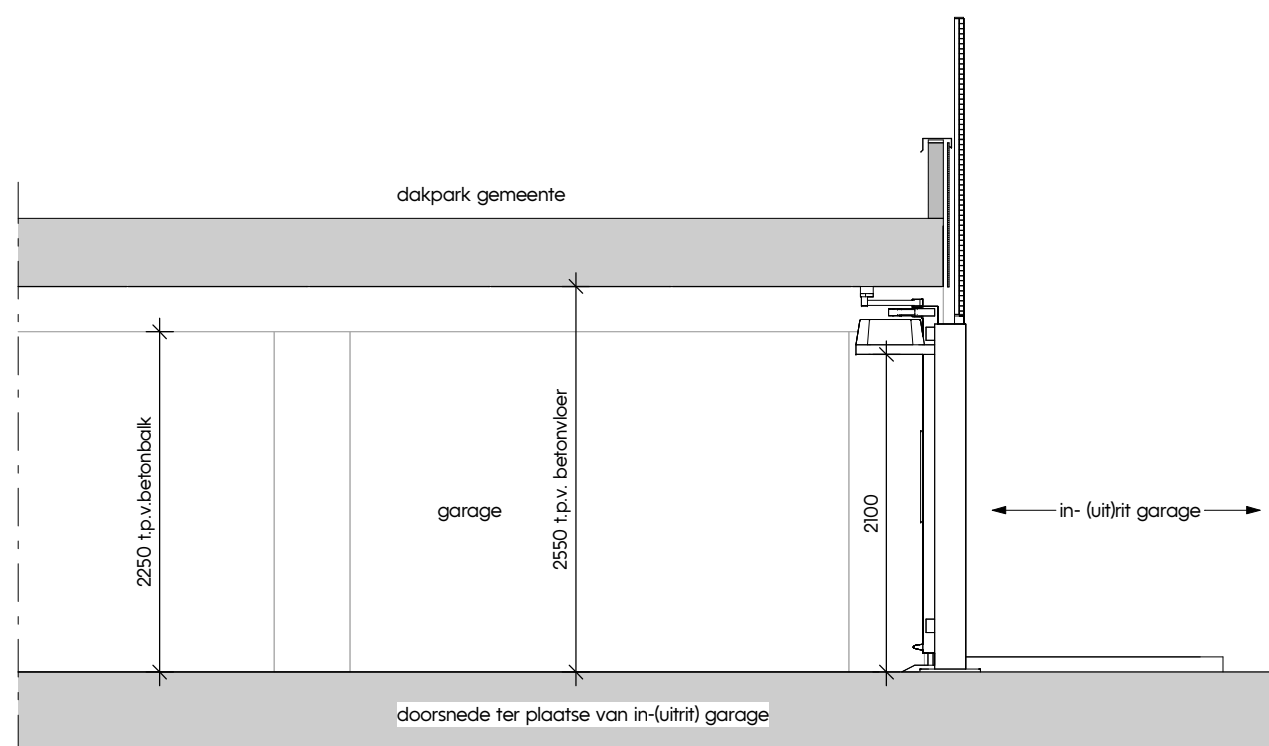 dakpark gemeente
2250 t.p.v.betonbalk
garage
2550 t.p.v. betonvloer
2100
in- (uit)rit garage
doorsnede ter plaatse van in-(uitrit) garage